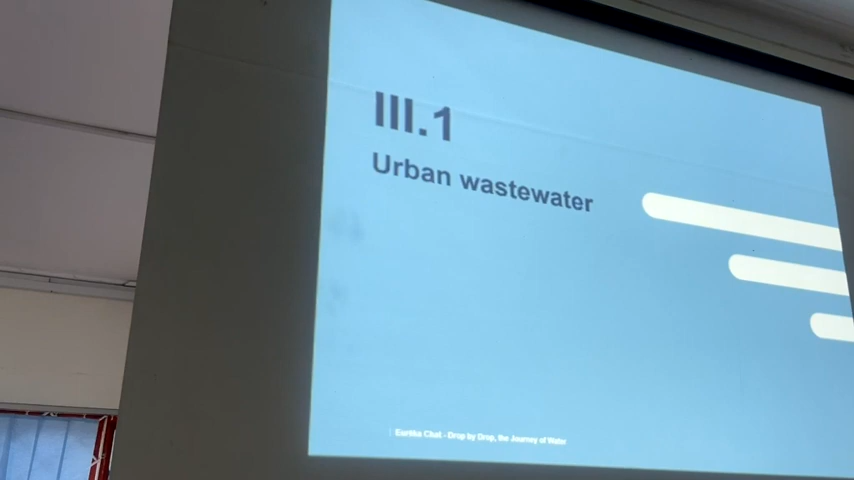 III.1
Urban wastewater
Eureka Chat - Drop by Drop, the Journey of Water